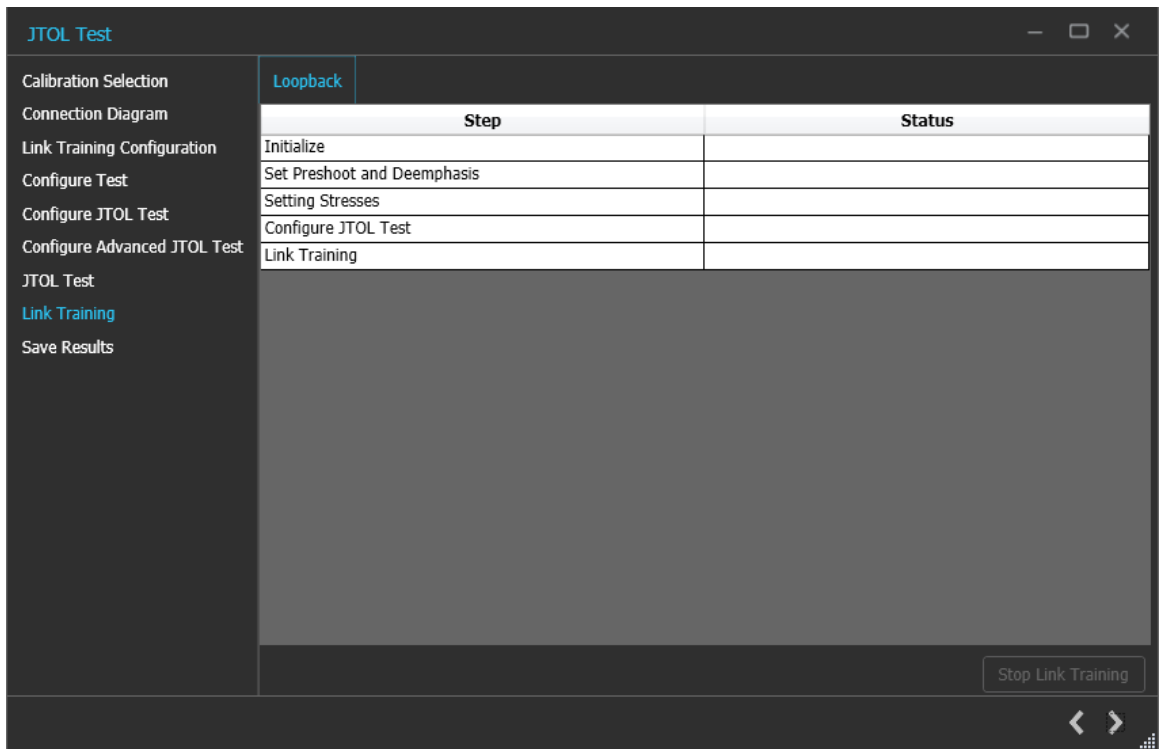 JTOL Test
Calibration Selection
Connection Diagram
Link Training Configuration
Configure Test
Configure JTOL Test
Configure Advanced JTOL Test
JTOL Test
Link Training
Save Results
Loopback
Step Status
Initialize
Set Preshoot and Deemphasis
Setting Stresses
Configure JTOL Test
Link Training
Stop Link Training